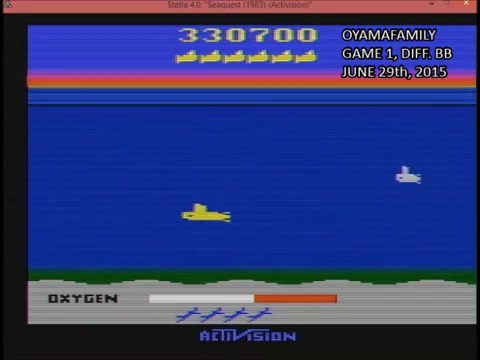 Stella 4.0: "Seaquest (1983) (Activision)"
330700
OYAMAFAMILY
GAME 1, DIFF. BB
JUNE 29th, 2015
OXYGEN
ACTIVISION